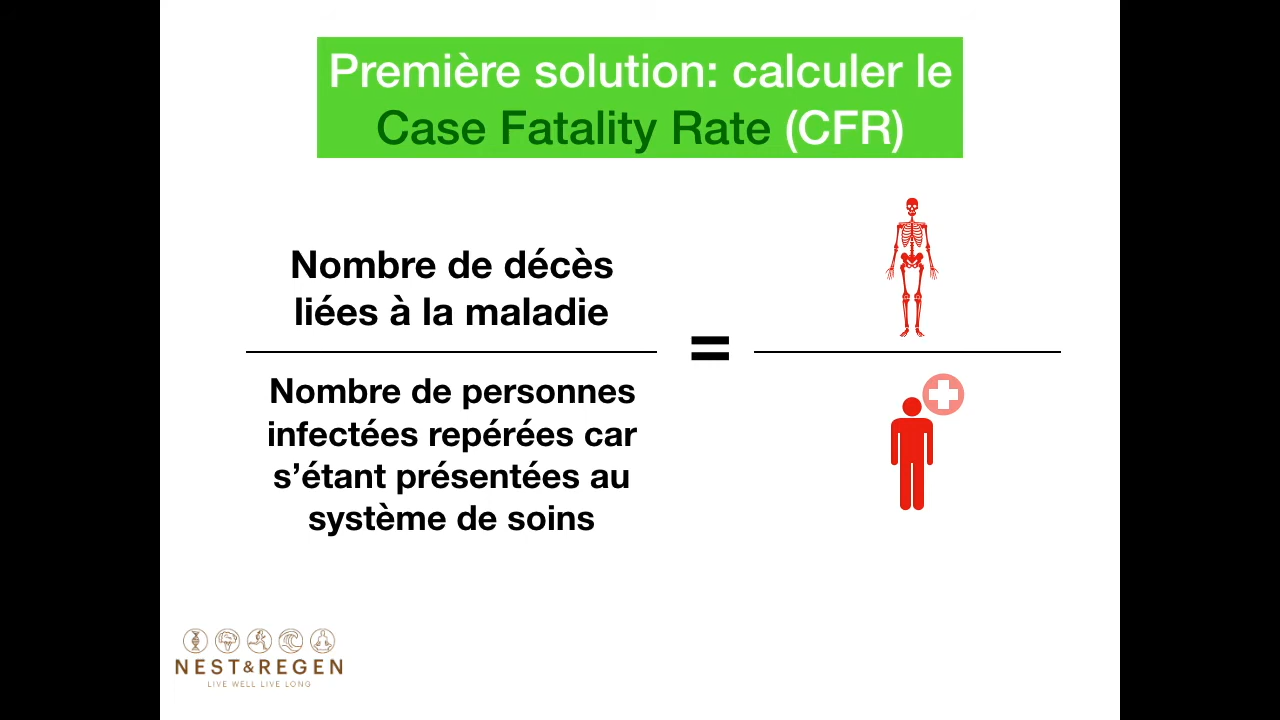 Première solution: calculer le
Case Fatality Rate (CFR)
Nombre de décès
liées à la maladie
=
Nombre de personnes
infectées repérées car
s’étant présentées au
système de soins
NEST&REGEN
LIVE WELL LIVE LONG